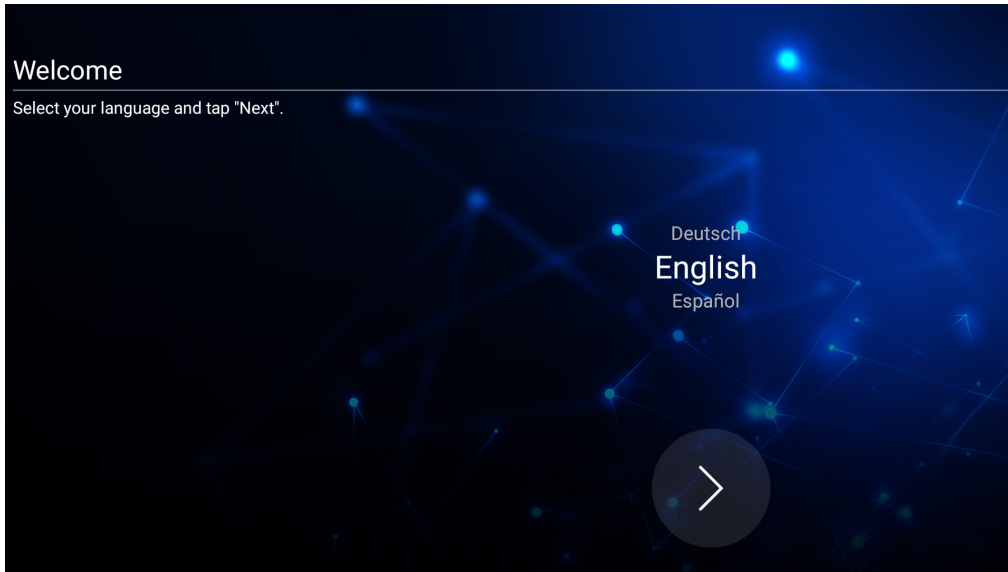 Welcome
Select your language and tap "Next".
Deutsch
English
Español